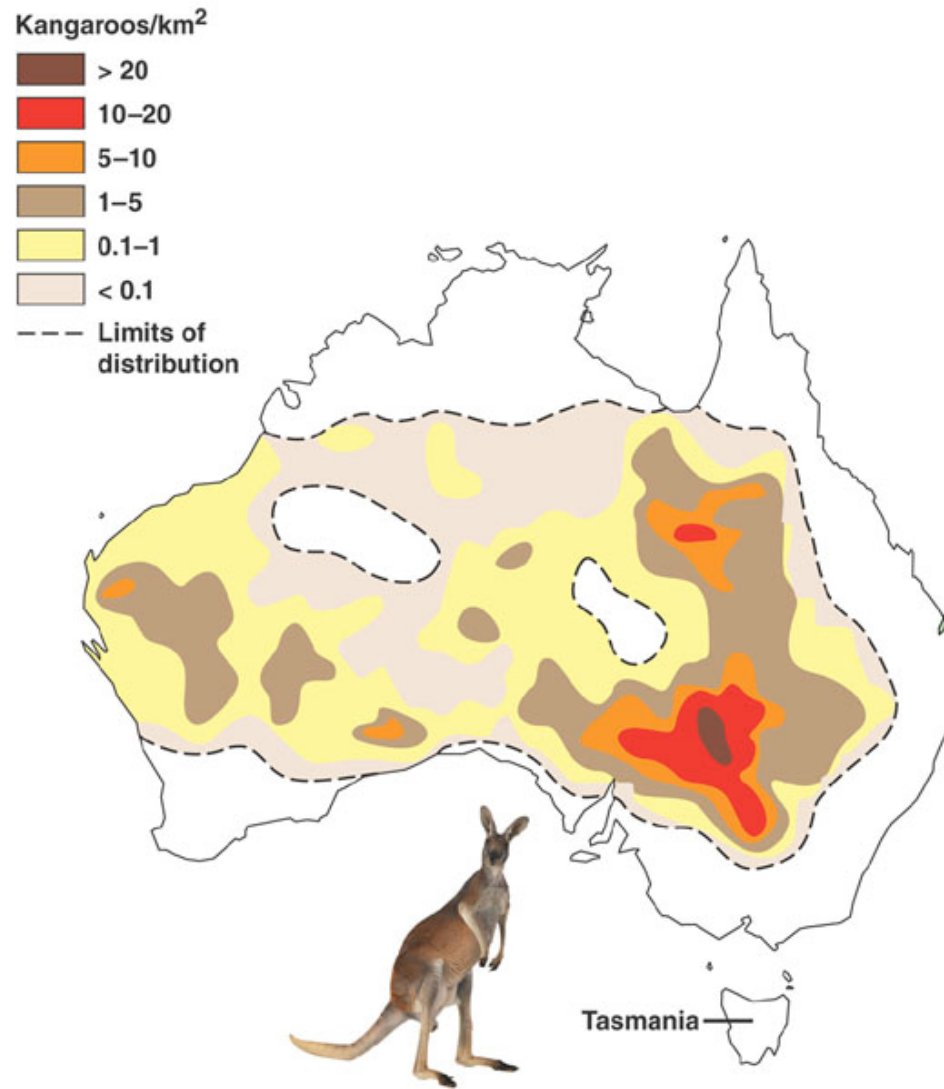 Kangaroos/km²
> 20
10–20
5–10
1–5
0.1–1
< 0.1
Limits of
distribution
Tasmania